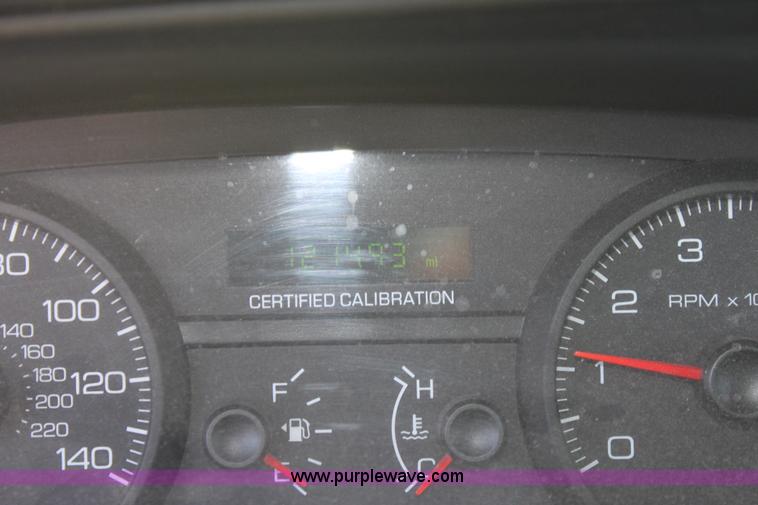 121493 mi
CERTIFIED CALIBRATION
80
100
120
140
140
160
180
200
220
F
E
H
C
3
2
1
0
RPM x 10
www.purplewave.com